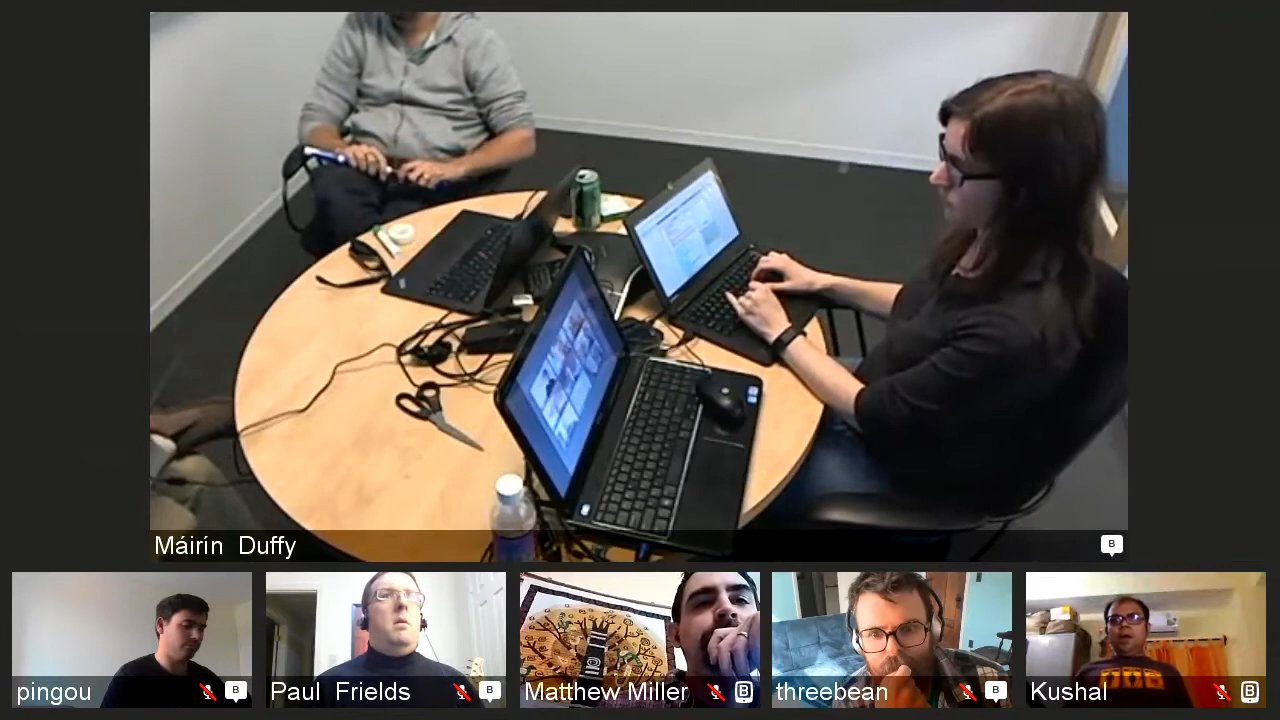 Máirín Duffy
B
pingou
B
Paul Frields
B
Matthew Miller
B
threebean
B
Kushal
B